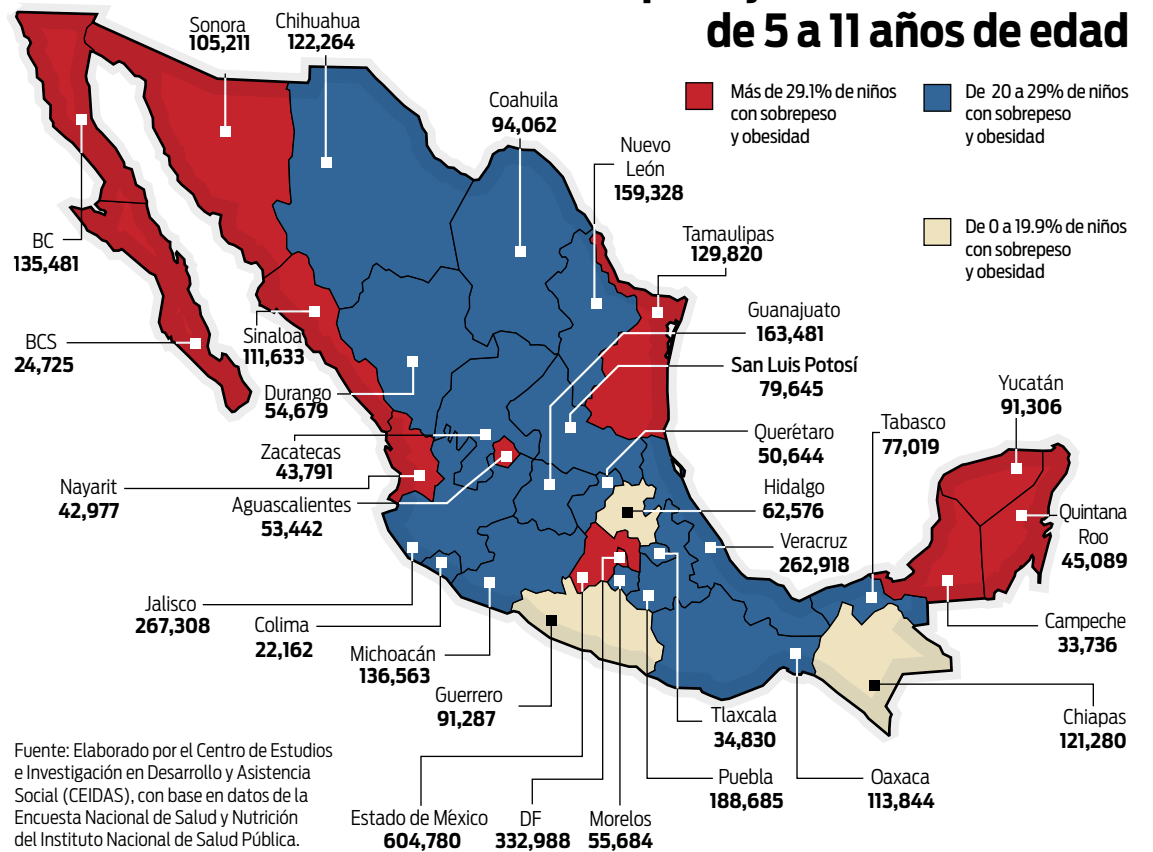 de 5 a 11 años de edad
Más de 29.1% de niños
con sobrepeso
y obesidad
De 20 a 29% de niños
con sobrepeso
y obesidad
De 0 a 19.9% de niños
con sobrepeso
y obesidad
Sonora
105,211
Chihuahua
122,264
Coahuila
94,062
Nuevo
León
159,328
Tamaulipas
129,820
BC
135,481
Guanajuato
163,481
BCS
24,725
Sinaloa
111,633
San Luis Potosí
79,645
Durango
54,679
Yucatán
91,306
Tabasco
77,019
Querétaro
50,644
Zacatecas
43,791
Nayarit
42,977
Aguascalientes
53,442
Hidalgo
62,576
Quintana
Roo
45,089
Veracruz
262,918
Jalisco
267,308
Colima
22,162
Campeche
33,736
Michoacán
136,563
Guerrero
91,287
Tlaxcala
34,830
Chiapas
121,280
Puebla
188,685
Oaxaca
113,844
Estado de México
604,780
DF
332,988
Morelos
55,684
Fuente: Elaborado por el Centro de Estudios
e Investigación en Desarrollo y Asistencia
Social (CEIDAS), con base en datos de la
Encuesta Nacional de Salud y Nutrición
del Instituto Nacional de Salud Pública.